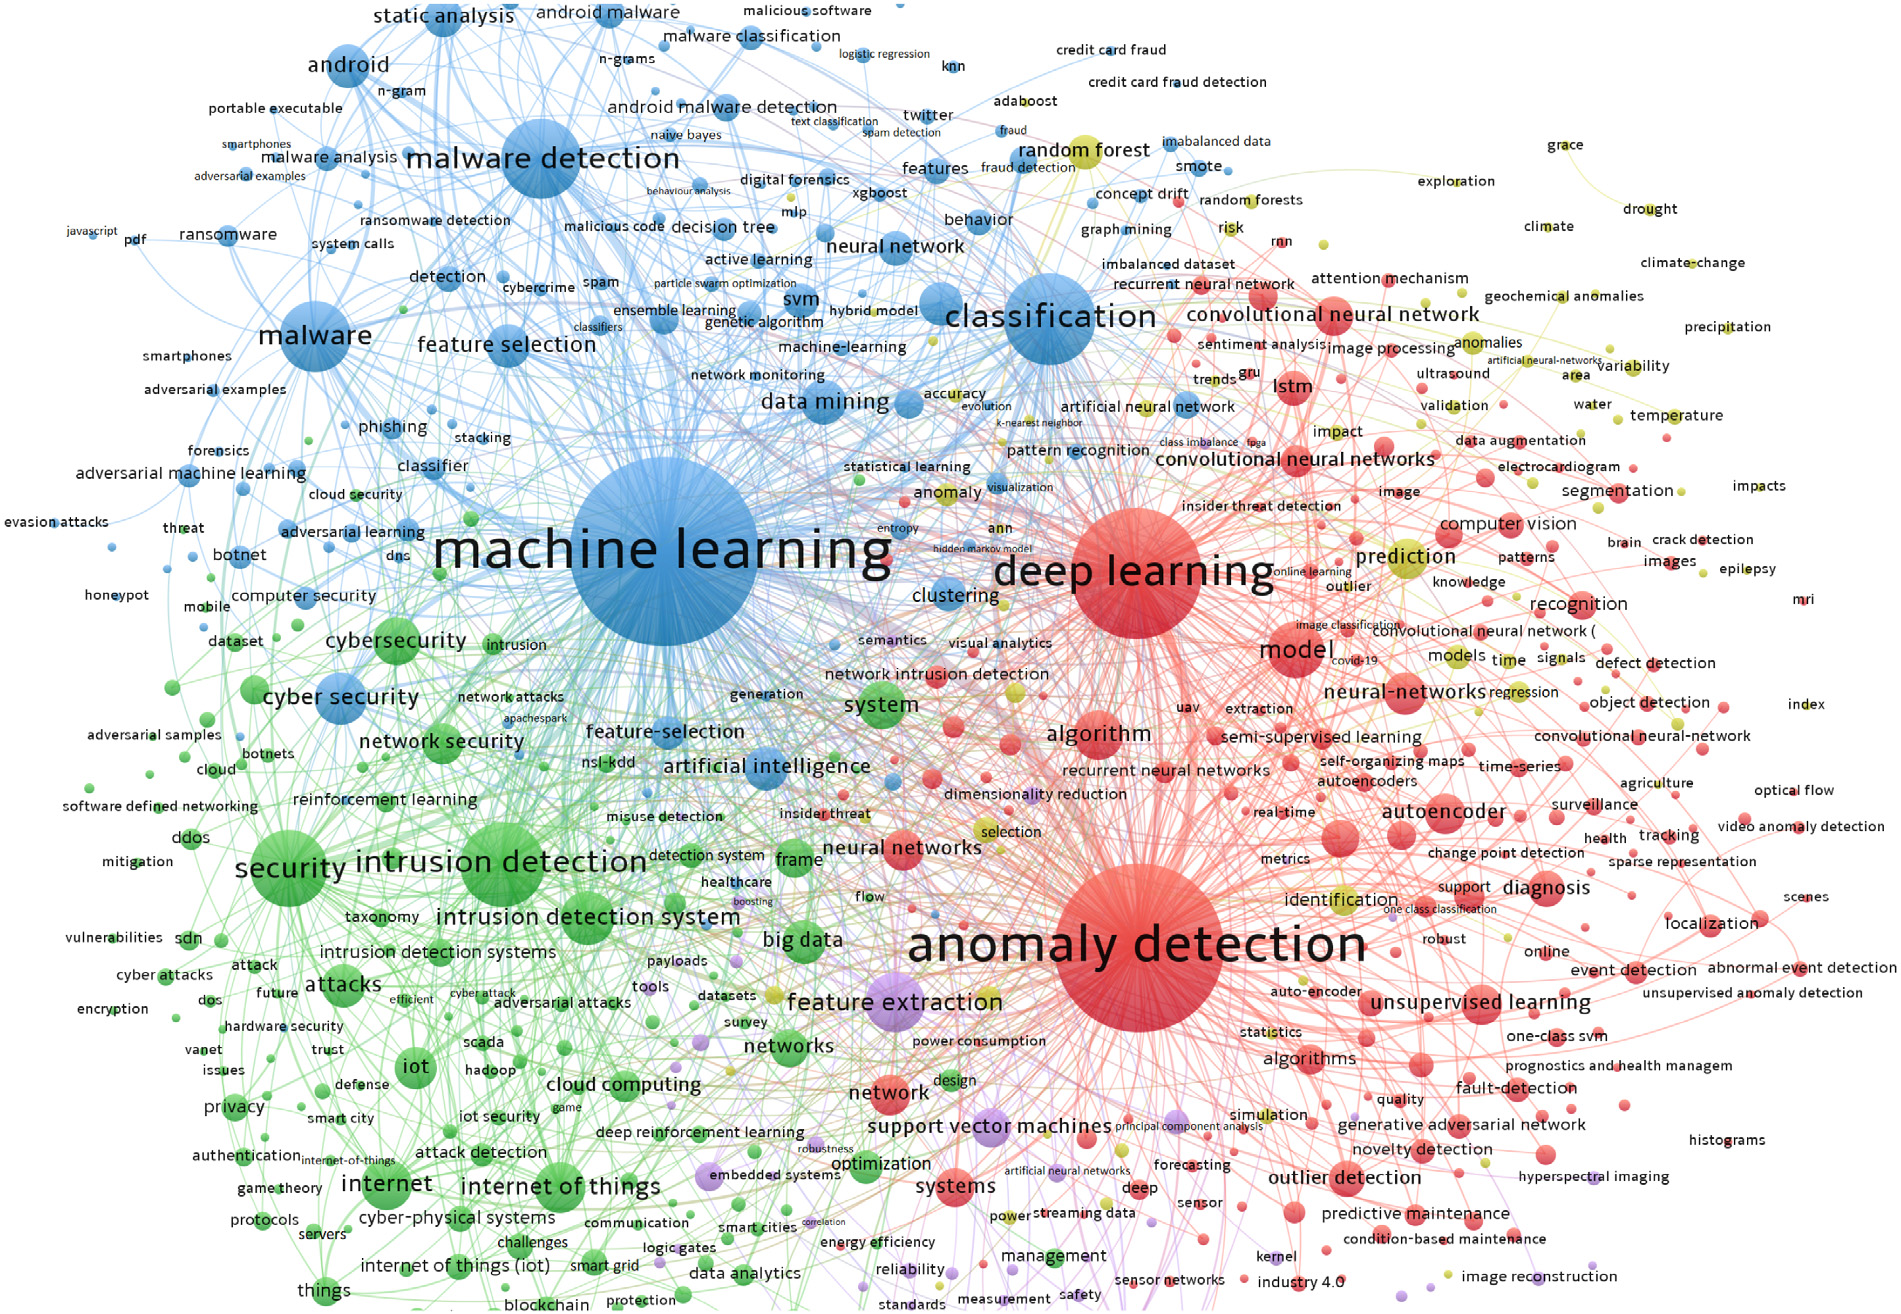 static analysis
android malware
malicious software
malware classification
logistic regression
credit card fraud
android
n-grams
knn
credit card fraud detection
n-gram
portable executable
android malware detection
adaboost
twitter
text classification
spam detection
fraud
naive bayes
smartphones
malware analysis
malware detection
random forest
imabalanced data
grace
adversarial examples
features
fraud detection
smote
digital forensics
behaviour analysis
xgboost
concept drift
random forests
exploration
mlp
drought
ransomware detection
malicious code
decision tree
behavior
graph mining
risk
climate
javascript
pdf
ransomware
system calls
neural network
rnn
active learning
imbalanced dataset
climate-change
detection
cybercrime
spam
particle swarm optimization
recurrent neural network
attention mechanism
svm
geochemical anomalies
ensemble learning
genetic algorithm
hybrid model
classification
convolutional neural network
classifiers
precipitation
malware
feature selection
machine-learning
sentiment analysis
image processing
anomalies
smartphones
artificial neural-networks
variability
network monitoring
trends
gru
ultrasound
area
adversarial examples
lstm
data mining
accuracy
evolution
artificial neural network
validation
water
temperature
k-nearest neighbor
phishing
stacking
impact
class imbalance
fpga
data augmentation
forensics
pattern recognition
convolutional neural networks
adversarial machine learning
classifier
statistical learning
electrocardiogram
cloud security
anomaly
visualization
image
segmentation
impacts
insider threat detection
evasion attacks
threat
adversarial learning
entropy
ann
computer vision
machine learning
hidden markov model
brain
crack detection
botnet
dns
prediction
patterns
images
epilepsy
deep learning
online learning
outlier
knowledge
honeypot
computer security
clustering
mobile
recognition
mri
image classification
convolutional neural network (
dataset
cybersecurity
intrusion
semantics
visual analytics
model
covid-19
models
time
signals
defect detection
network intrusion detection
cyber security
network attacks
generation
neural-networks
regression
system
uav
extraction
object detection
index
apachespark
adversarial samples
network security
feature-selection
algorithm
semi-supervised learning
convolutional neural-network
botnets
cloud
nsl-kdd
artificial intelligence
recurrent neural networks
self-organizing maps
time-series
autoencoders
agriculture
optical flow
software defined networking
reinforcement learning
dimensionality reduction
misuse detection
insider threat
real-time
autoencoder
surveillance
ddos
selection
video anomaly detection
health
tracking
mitigation
security
intrusion detection
detection system
frame
neural networks
metrics
change point detection
sparse representation
healthcare
support
diagnosis
boosting
flow
identification
one class classification
scenes
taxonomy
intrusion detection system
localization
vulnerabilities
sdn
big data
anomaly detection
robust
intrusion detection systems
online
attack
payloads
event detection
abnormal event detection
cyber attacks
attacks
future
tools
auto-encoder
unsupervised anomaly detection
dos
efficient
cyber attack
adversarial attacks
datasets
feature extraction
unsupervised learning
encryption
hardware security
survey
statistics
one-class svm
vanet
trust
scada
networks
power consumption
issues
iot
hadoop
algorithms
prognostics and health managem
defense
cloud computing
design
network
fault-detection
privacy
quality
smart city
iot security
game
simulation
deep reinforcement learning
support vector machines
principal component analysis
generative adversarial network
histograms
authentication
internet-of-things
attack detection
robustness
novelty detection
optimization
forecasting
embedded systems
artificial neural networks
outlier detection
hyperspectral imaging
game theory
internet
internet of things
systems
deep
sensor
protocols
cyber-physical systems
communication
smart cities
correlation
power
streaming data
predictive maintenance
servers
challenges
logic gates
energy efficiency
condition-based maintenance
internet of things (iot)
smart grid
data analytics
reliability
management
kernel
sensor networks
industry 4.0
image reconstruction
things
blockchain
protection
standards
measurement
safety